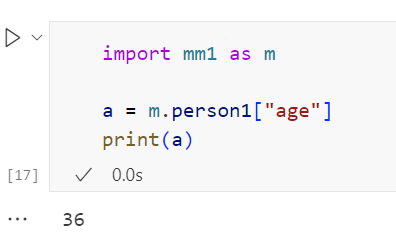 import mm1 as m
a = m.person1["age"]
print(a)
[17] 0.0s
36